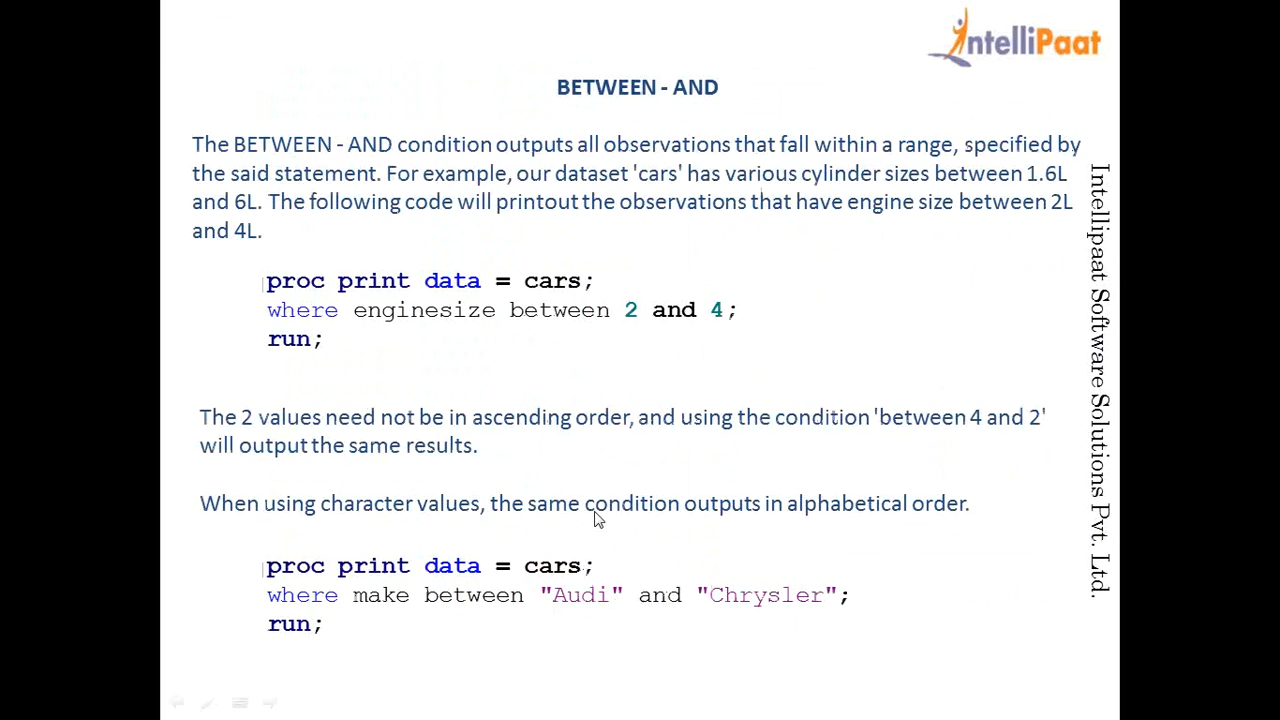 IntelliPaat
BETWEEN - AND
The BETWEEN - AND condition outputs all observations that fall within a range, specified by
the said statement. For example, our dataset 'cars' has various cylinder sizes between 1.6L
and 6L. The following code will printout the observations that have engine size between 2L
and 4L.
proc print data = cars;
where enginesize between 2 and 4;
run;
The 2 values need not be in ascending order, and using the condition 'between 4 and 2'
will output the same results.
When using character values, the same condition outputs in alphabetical order.
proc print data = cars;
where make between "Audi" and "Chrysler";
run;
Intellipaat Software Solutions Pvt. Ltd.